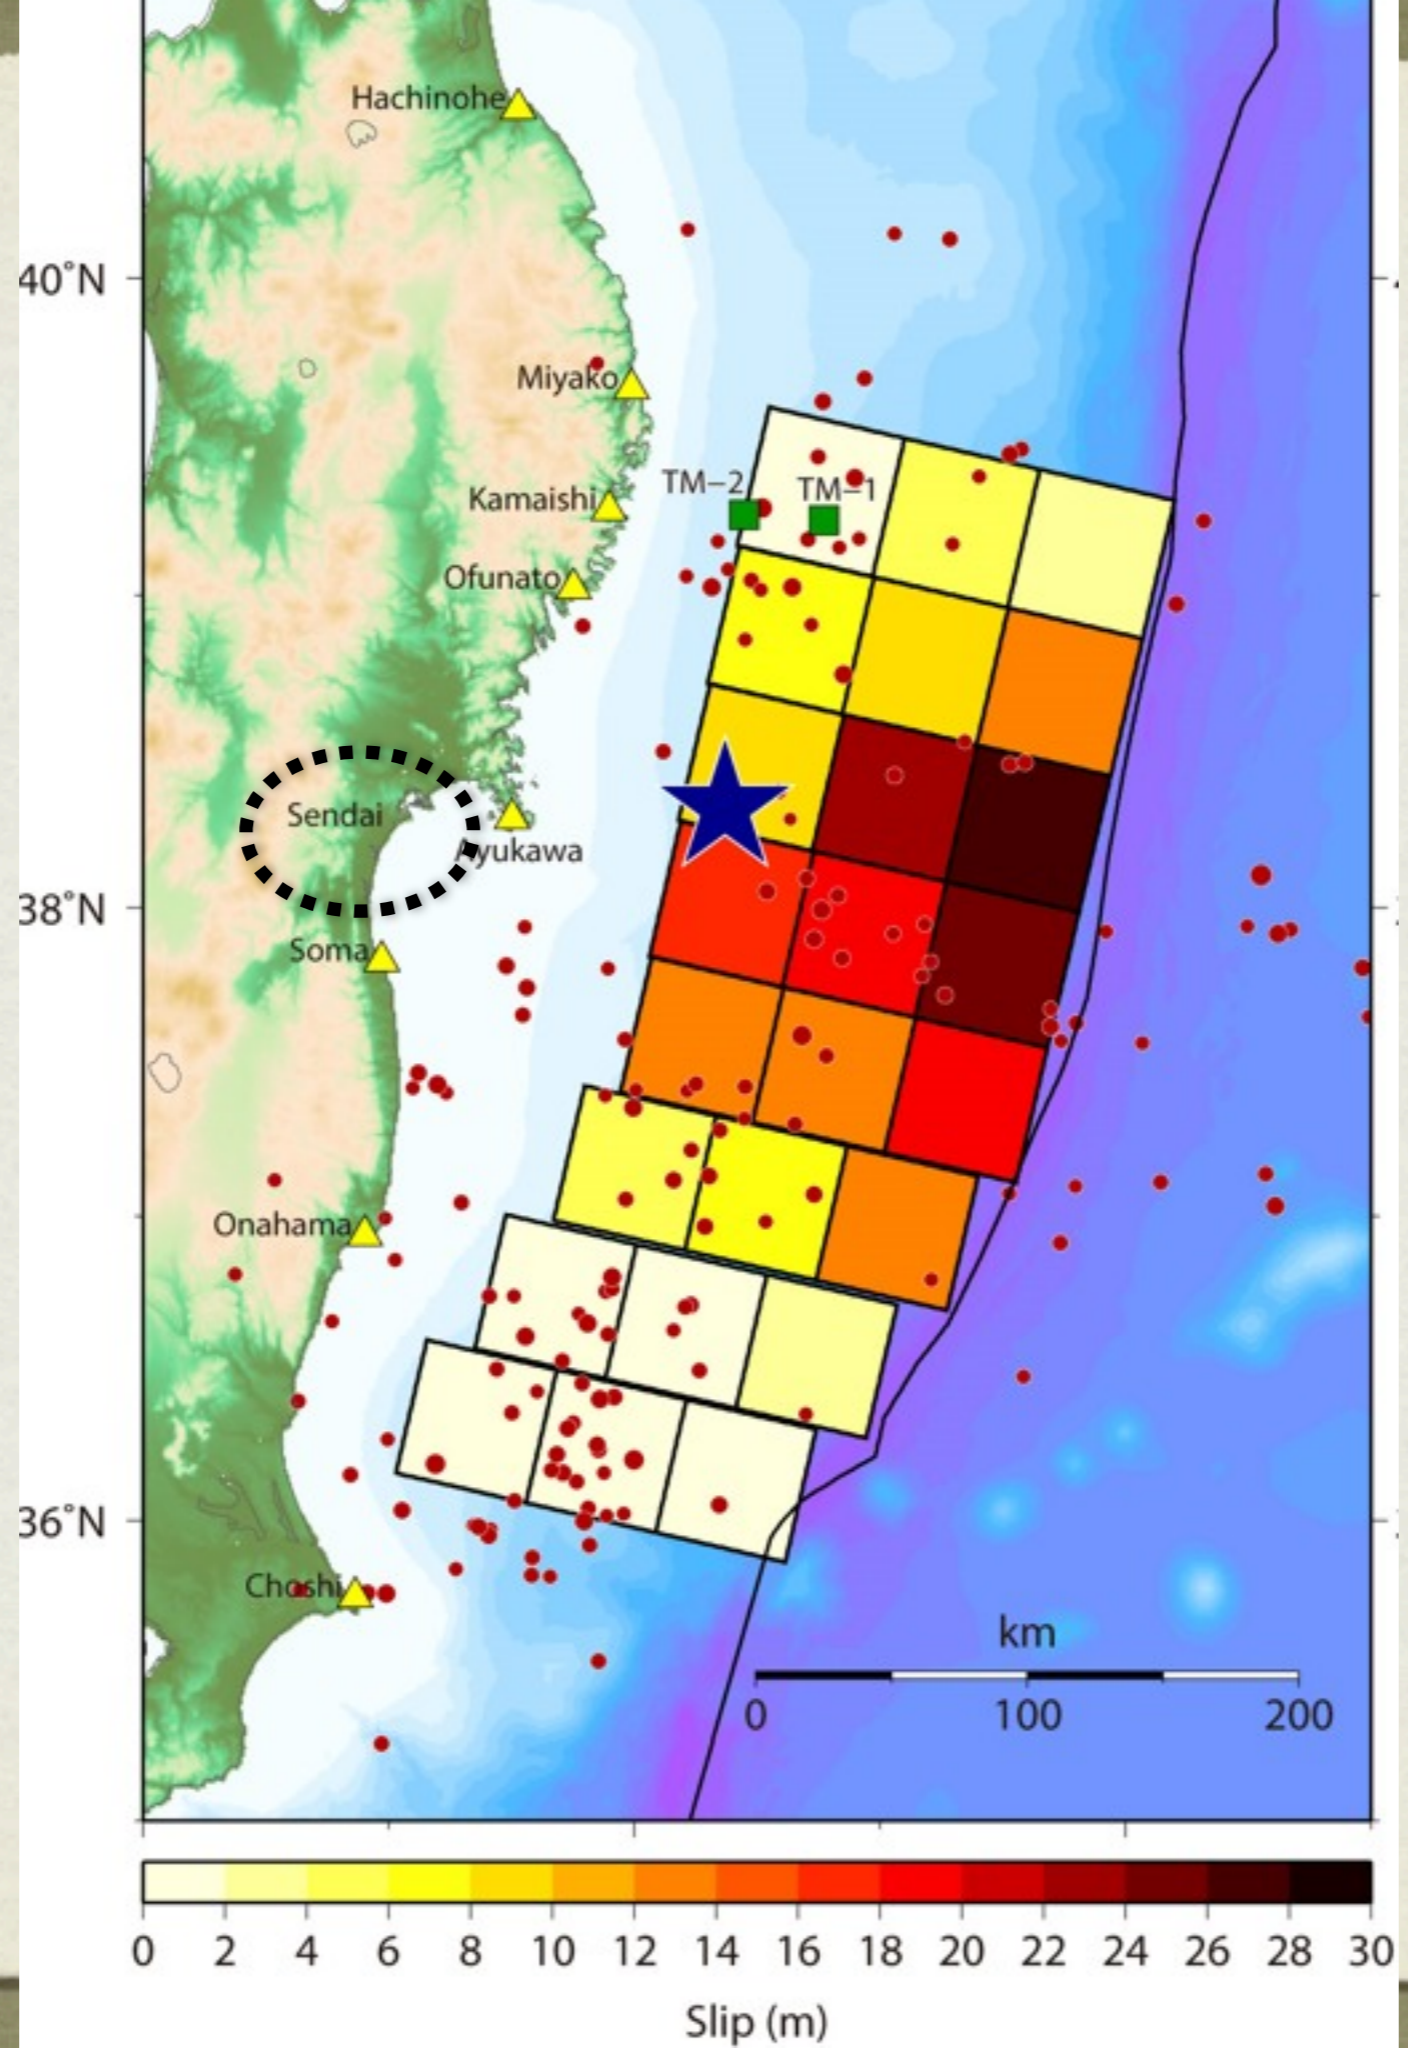 Hachinohe
40°N
Miyako
TM−2
TM−1
Kamaishi
Ofunato
Sendai
Ayukawa
38°N
Soma
Onahama
36°N
Choshi
km
0 100 200
0 2 4 6 8 10 12 14 16 18 20 22 24 26 28 30
Slip (m)